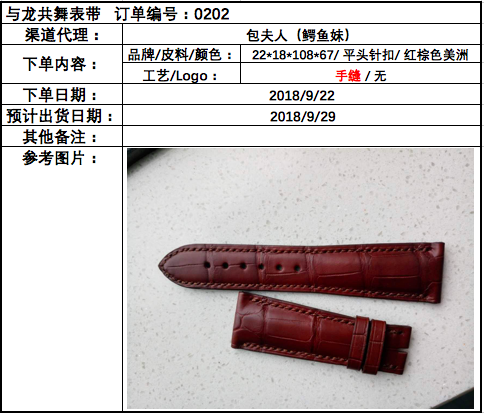 与龙共舞表带 订单编号：0202
渠道代理： 包夫人（鳄鱼妹）
下单内容： 品牌/皮料/颜色： 22*18*108*67/ 平头针扣/ 红棕色美洲
工艺/Logo： 手缝 / 无
下单日期： 2018/9/22
预计出货日期： 2018/9/29
其他备注：
参考图片：